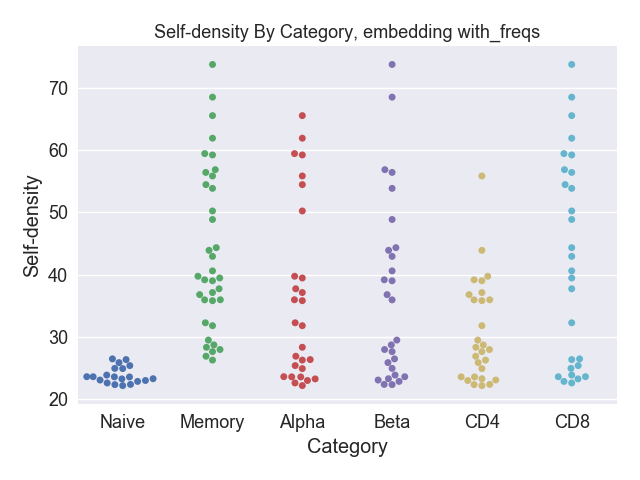 Self-density By Category, embedding with_freqs
Self-density
70
60
50
40
30
20
Naive Memory Alpha Beta CD4 CD8
Category